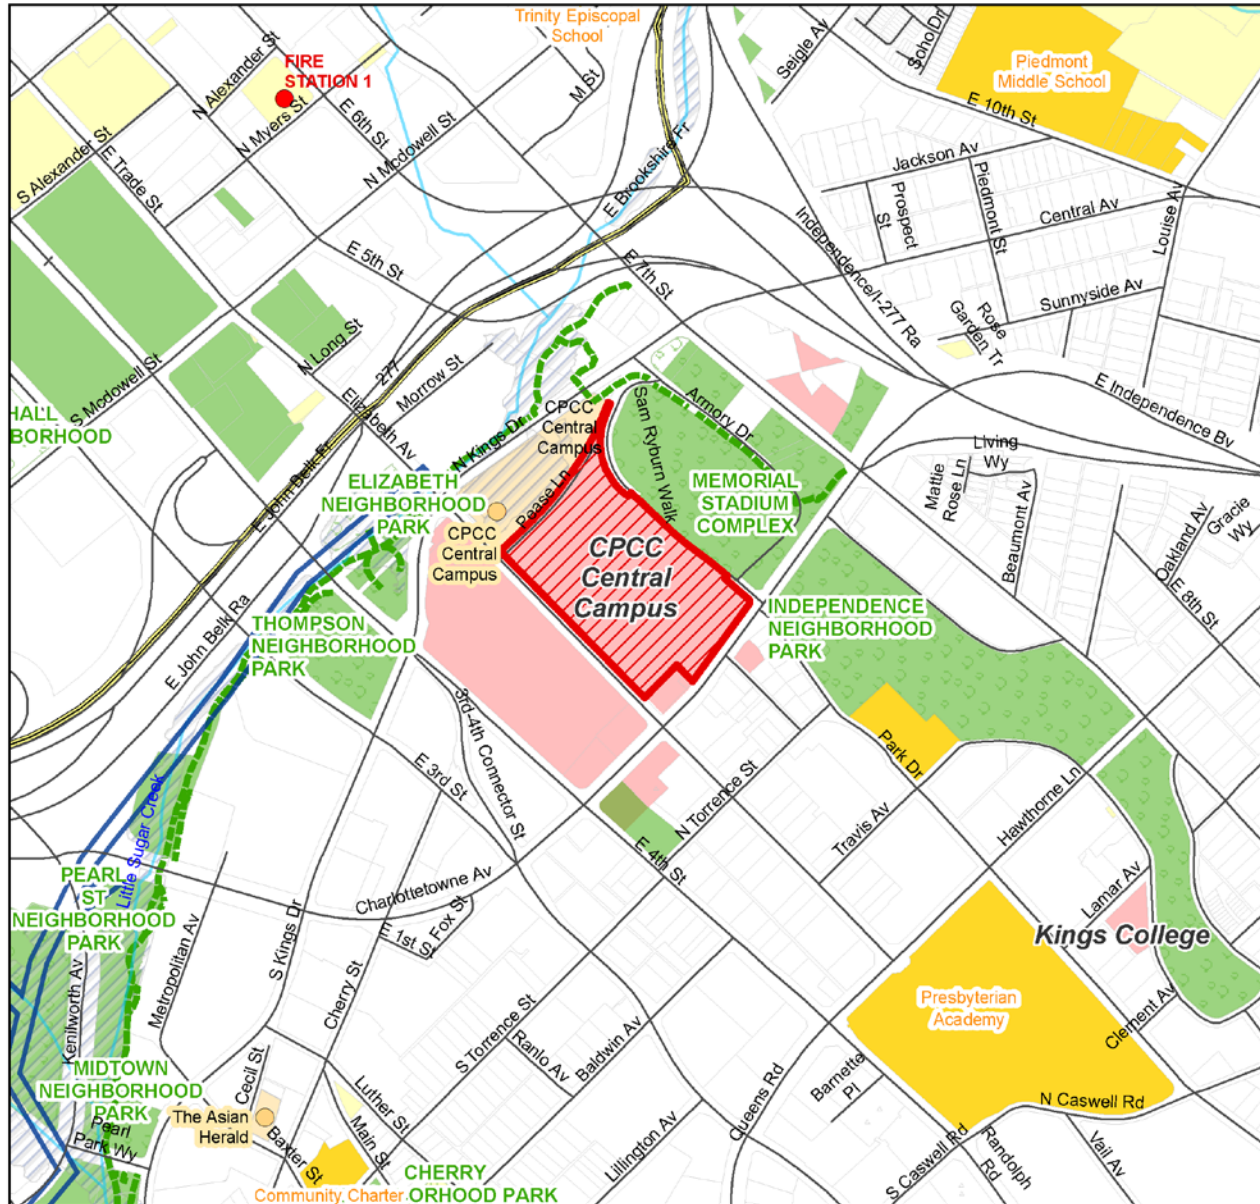 Trinity Episcopal
School
Seigle Av
Soho Dr
Piedmont
Middle School
N Alexander St
FIRE
STATION 1
M St
E 10th St
N Myers St
E 6th St
N Mcdowell St
S Alexander St
E Trade St
E Brookshire Fr
Jackson Av
Prospect
St
Piedmont St
Central Av
Louise Av
E 5th St
E 7th St
Independence/I-277 Ra
Sunnyside Av
Rose
Garden Tr
N Long St
S Mcdowell St
277
Morrow St
Elizabeth Av
E Independence Bv
HALL
BORHOOD
N Kings Dr
CPCC
Central
Campus
Sam Ryburn Walk
Armory Dr
Living
Wy
Mattie
Rose Ln
Beaumont Av
Gracie
Wy
Oakland Av
E John Belk Fr
ELIZABETH
NEIGHBORHOOD
PARK
Pease Ln
MEMORIAL
STADIUM
COMPLEX
CPCC
Central
Campus
CPCC
Central
Campus
E 8th St
E John Belk Ra
THOMPSON
NEIGHBORHOOD
PARK
INDEPENDENCE
NEIGHBORHOOD
PARK
3rd-4th Connector St
E 3rd St
Park Dr
Little Sugar Creek
N Torrence St
Travis Av
Hawthorne Ln
E 4th St
PEARL
ST
NEIGHBORHOOD
PARK
Charlottetowne Av
Lamar Av
Metropolitan Av
S Kings Dr
Fox St
E 1st St
Kings College
Kenilworth Av
Cherry St
Presbyterian
Academy
S Torrence St
Ranlo Av
Baldwin Av
Clement Av
MIDTOWN
NEIGHBORHOOD
PARK
Cecil St
Queens Rd
Barnette
Pl
Luther St
N Caswell Rd
The Asian
Herald
Pearl
Park Wy
Baxter St
Main St
Lillington Av
S Caswell Rd
Randolph
Rd
Vail Av
CHERRY
ORHOOD PARK
Community Charter